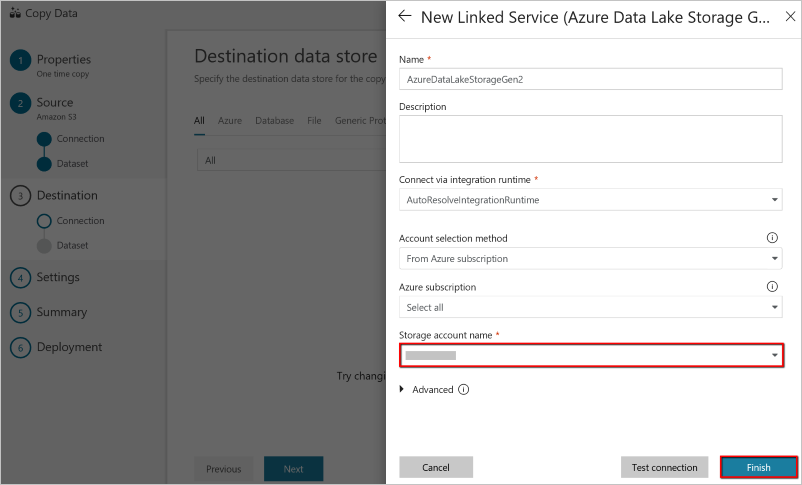 Copy Data
1 Properties
One time copy
2 Source
Amazon S3
Connection
Dataset
3 Destination
Connection
Dataset
4 Settings
5 Summary
6 Deployment
Destination data store
Specify the destination data store for the copy
All Azure Database File Generic Prot
All
Try changi
Previous Next
New Linked Service (Azure Data Lake Storage G...
Name *
AzureDataLakeStorageGen2
Description
Connect via integration runtime *
AutoResolveIntegrationRuntime
Account selection method
From Azure subscription
Azure subscription
Select all
Storage account name *
Advanced
Cancel Test connection Finish